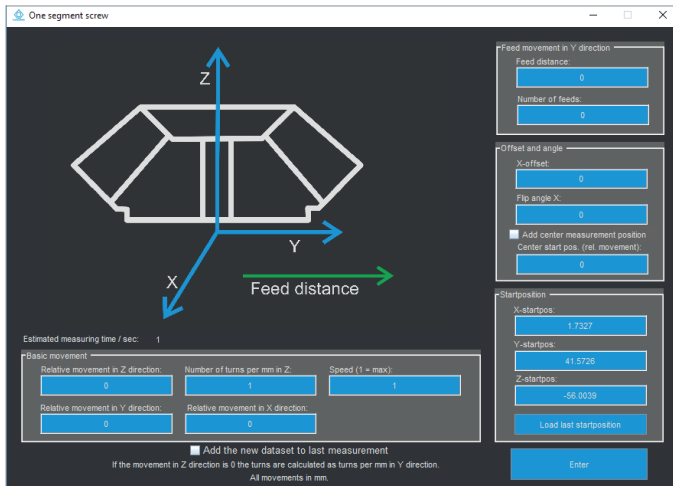 One segment screw
Z
Y
X
Feed distance
Feed movement in Y direction
Feed distance:
0
Number of feeds:
0
Offset and angle
X-offset:
0
Flip angle X:
0
Add center measurement position
Center start pos. (rel. movement):
0
Startposition
X-startpos:
1.7327
Y-startpos:
41.5726
Z-startpos:
-56.0039
Load last startposition
Enter
Estimated measuring time / sec: 1
Basic movement
Relative movement in Z direction: Number of turns per mm in Z: Speed (1 = max):
0 1 1
Relative movement in Y direction: Relative movement in X direction:
0 0
Add the new dataset to last measurement
If the movement in Z direction is 0 the turns are calculated as turns per mm in Y direction.
All movements in mm.